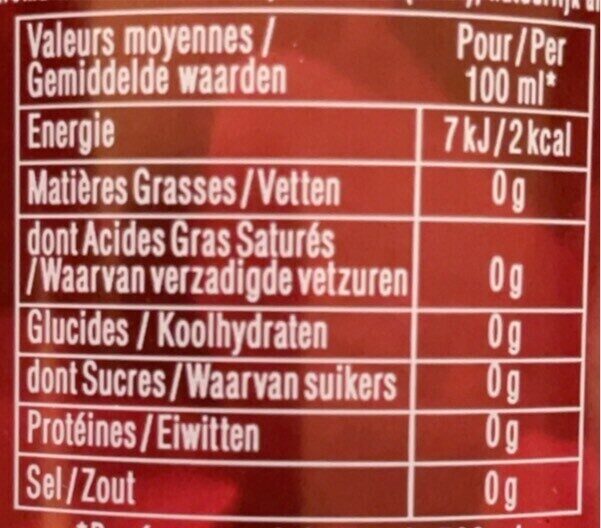 Valeurs moyennes /
Gemiddelde waarden
Pour/Per
100 ml*
Energie
7 kJ/2 kcal
Matières Grasses/Vetten
0 g
dont Acides Gras Saturés
/Waarvan verzadigde vetzuren
0 g
Glucides / Koolhydraten
0 g
dont Sucres/Waarvan suikers
0 g
Protéines/Eiwitten
0 g
Sel/Zout
0 g